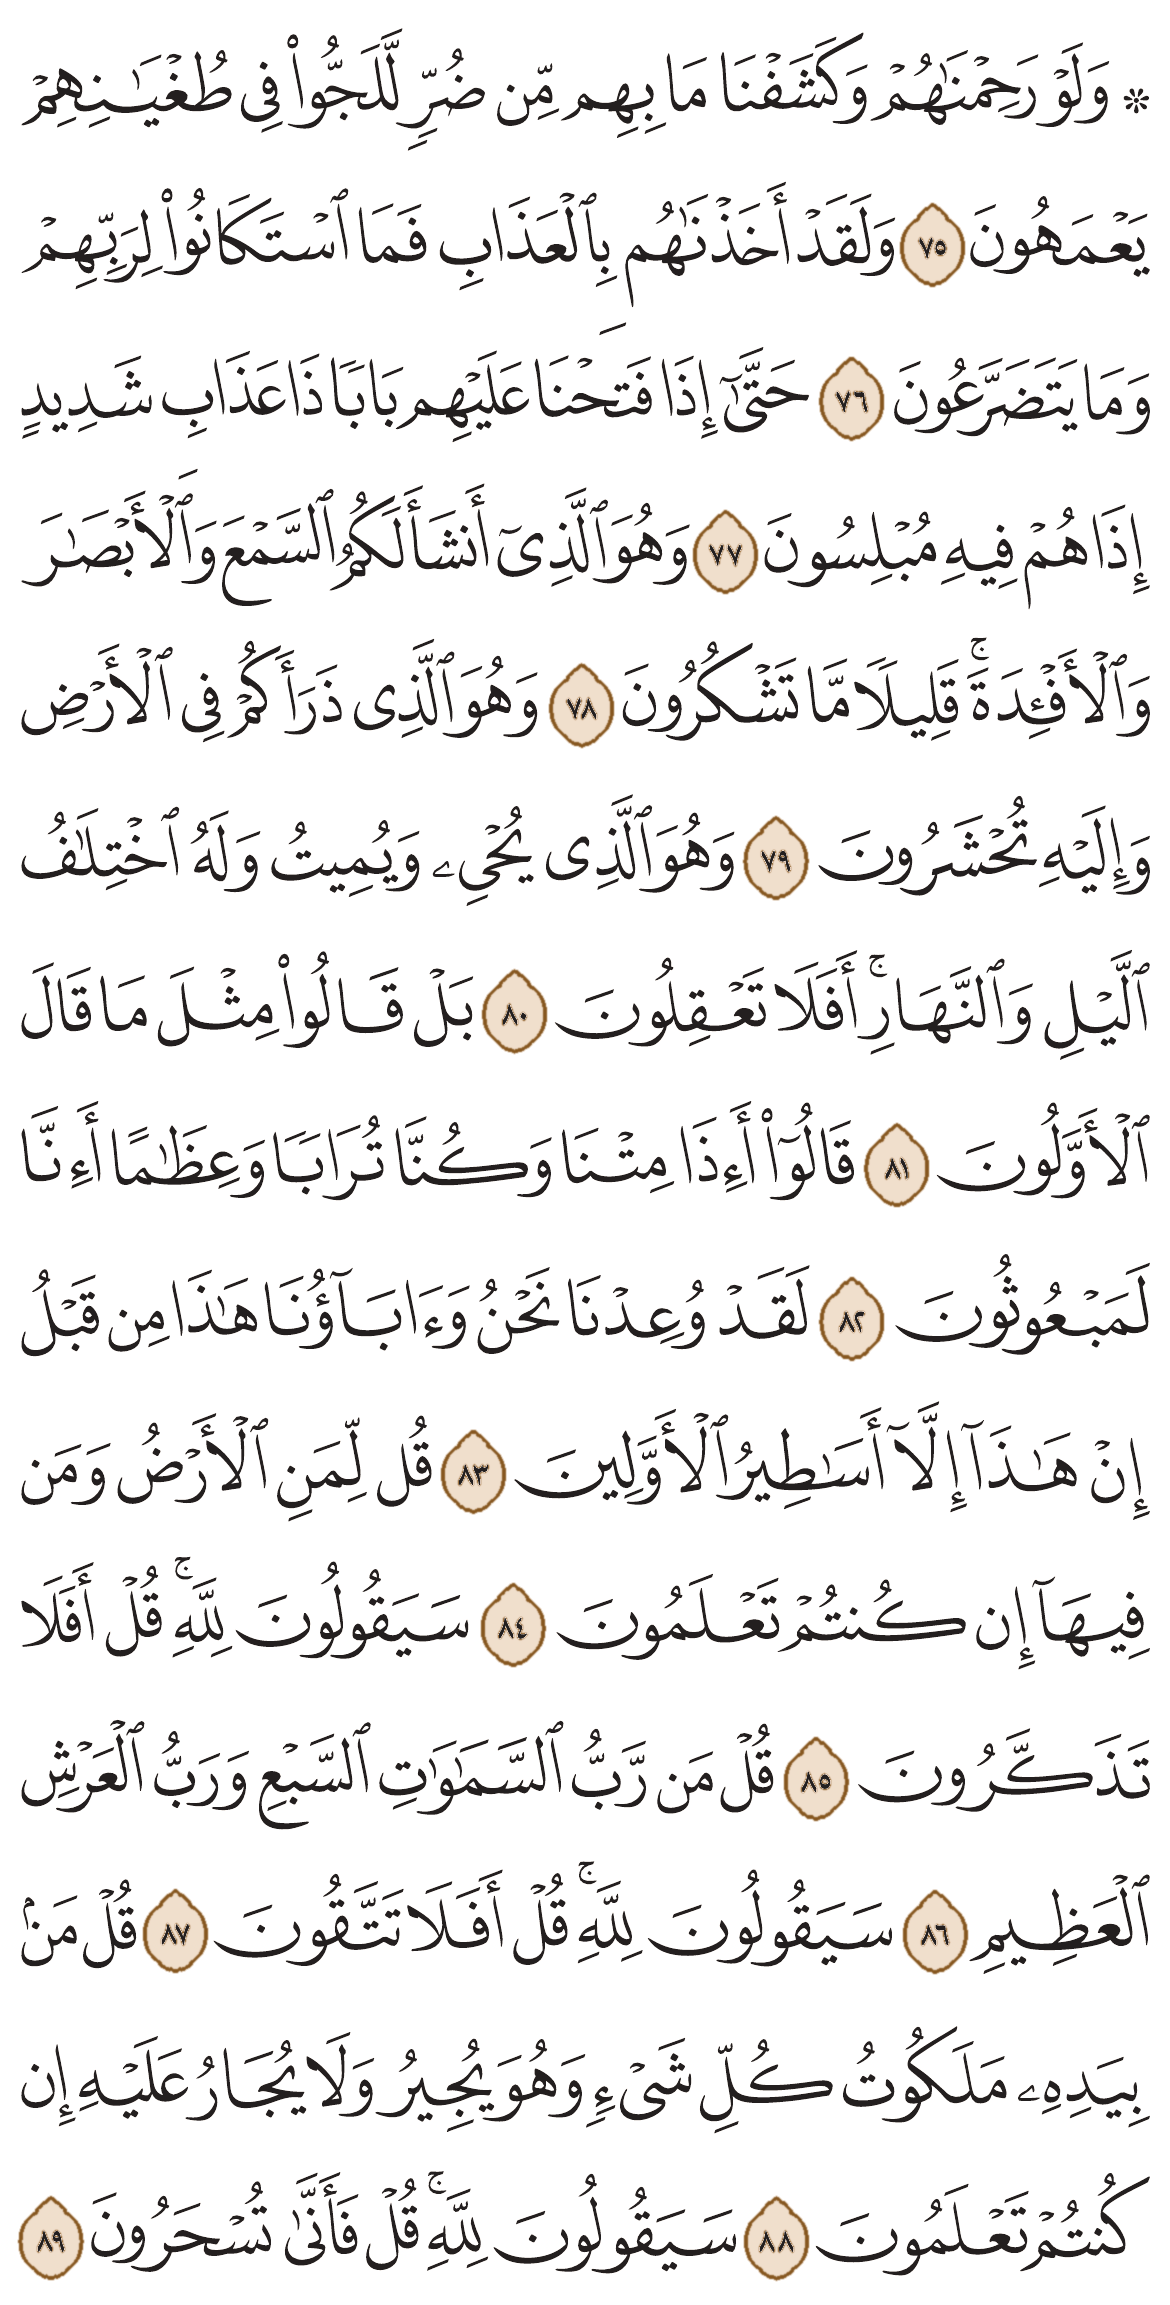 ۞ وَلَوۡ رَحِمۡنَٰهُمۡ وَكَشَفۡنَا مَا بِهِم مِّن ضُرّٖ لَّلَجُّواْ فِي طُغۡيَٰنِهِمۡ
يَعۡمَهُونَ ٧٥ وَلَقَدۡ أَخَذۡنَٰهُم بِٱلۡعَذَابِ فَمَا ٱسۡتَكَانُواْ لِرَبِّهِمۡ
وَمَا يَتَضَرَّعُونَ ٧٦ حَتَّىٰٓ إِذَا فَتَحۡنَا عَلَيۡهِم بَابٗا ذَا عَذَابٖ شَدِيدٍ
إِذَا هُمۡ فِيهِ مُبۡلِسُونَ ٧٧ وَهُوَ ٱلَّذِيٓ أَنشَأَ لَكُمُ ٱلسَّمۡعَ وَٱلۡأَبۡصَٰرَ
وَٱلۡأَفۡـِٔدَةَۚ قَلِيلٗا مَّا تَشۡكُرُونَ ٧٨ وَهُوَ ٱلَّذِي ذَرَأَكُمۡ فِي ٱلۡأَرۡضِ
وَإِلَيۡهِ تُحۡشَرُونَ ٧٩ وَهُوَ ٱلَّذِي يُحۡيِۦ وَيُمِيتُ وَلَهُ ٱخۡتِلَٰفُ
ٱلَّيۡلِ وَٱلنَّهَارِۚ أَفَلَا تَعۡقِلُونَ ٨٠ بَلۡ قَالُواْ مِثۡلَ مَا قَالَ
ٱلۡأَوَّلُونَ ٨١ قَالُوٓاْ أَءِذَا مِتۡنَا وَكُنَّا تُرَابٗا وَعِظَٰمًا أَءِنَّا
لَمَبۡعُوثُونَ ٨٢ لَقَدۡ وُعِدۡنَا نَحۡنُ وَءَابَآؤُنَا هَٰذَا مِن قَبۡلُ
إِنۡ هَٰذَآ إِلَّآ أَسَٰطِيرُ ٱلۡأَوَّلِينَ ٨٣ قُل لِّمَنِ ٱلۡأَرۡضُ وَمَن
فِيهَآ إِن كُنتُمۡ تَعۡلَمُونَ ٨٤ سَيَقُولُونَ لِلَّهِۚ قُلۡ أَفَلَا
تَذَكَّرُونَ ٨٥ قُلۡ مَن رَّبُّ ٱلسَّمَٰوَٰتِ ٱلسَّبۡعِ وَرَبُّ ٱلۡعَرۡشِ
ٱلۡعَظِيمِ ٨٦ سَيَقُولُونَ لِلَّهِۚ قُلۡ أَفَلَا تَتَّقُونَ ٨٧ قُلۡ مَنۢ
بِيَدِهِۦ مَلَكُوتُ كُلِّ شَيۡءٖ وَهُوَ يُجِيرُ وَلَا يُجَارُ عَلَيۡهِ إِن
كُنتُمۡ تَعۡلَمُونَ ٨٨ سَيَقُولُونَ لِلَّهِۚ قُلۡ فَأَنَّىٰ تُسۡحَرُونَ ٨٩